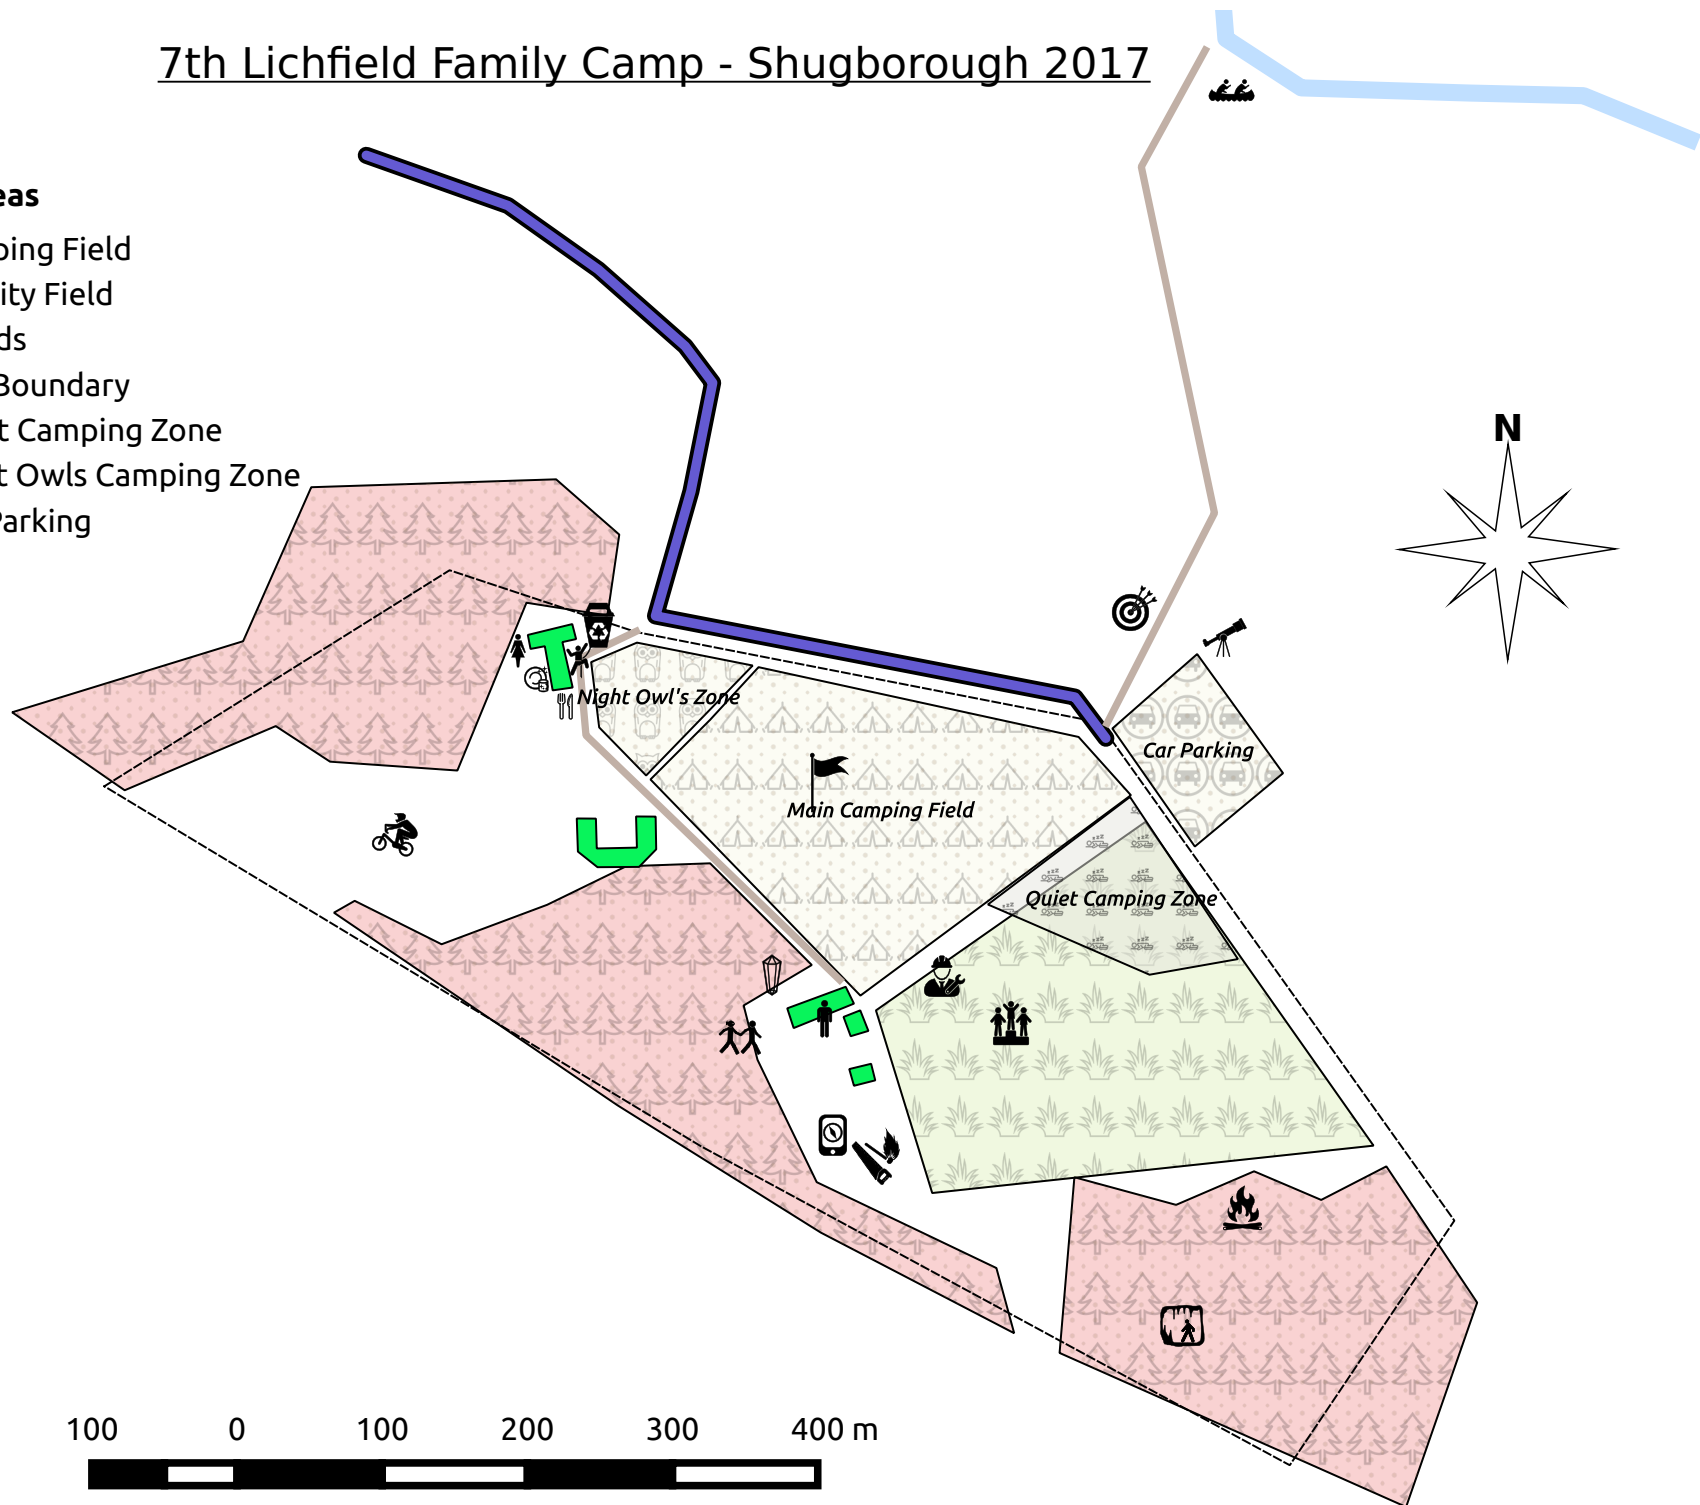 7th Lichfield Family Camp - Shugborough 2017
eas
ping Field
ity Field
ds
Boundary
t Camping Zone
t Owls Camping Zone
Parking
N
Night Owl's Zone
Car Parking
Main Camping Field
Quiet Camping Zone
100 0 100 200 300 400 m